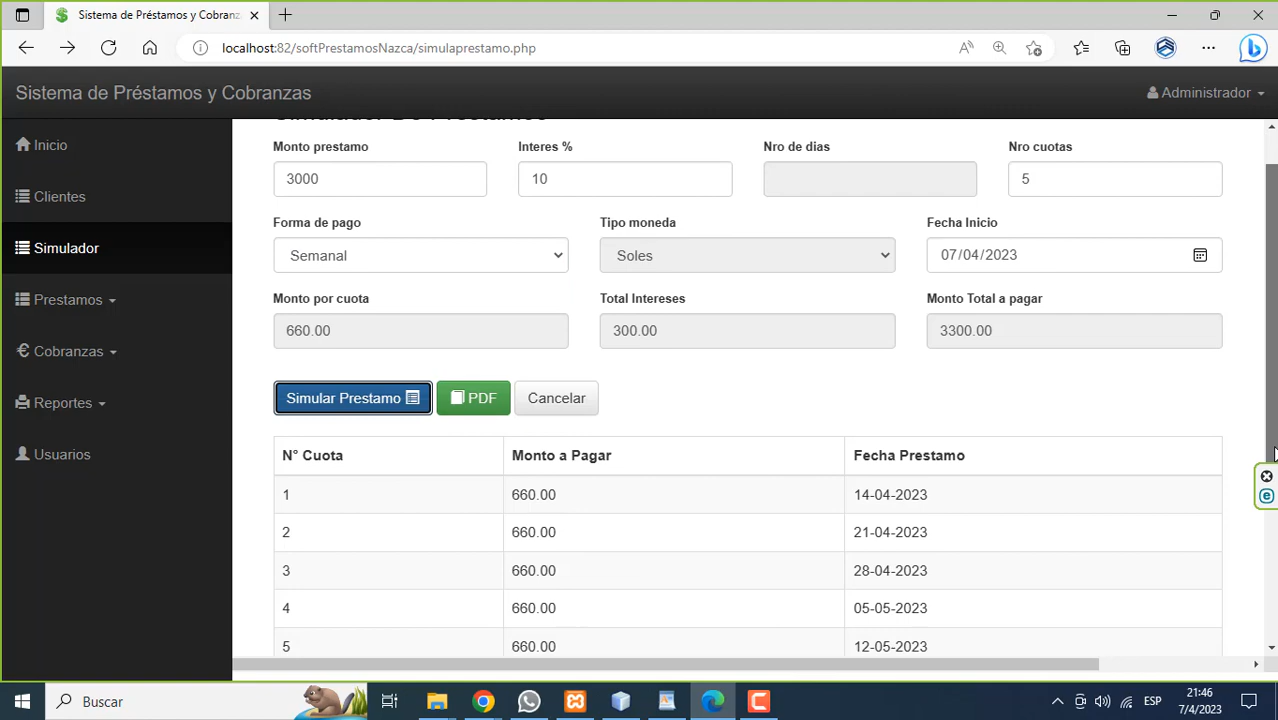 Sistema de Préstamos y Cobranz
localhost:82/softPrestamosNazca/simulaprestamo.php
Sistema de Préstamos y Cobranzas
Administrador
Inicio
Clientes
Simulador
Prestamos
Cobranzas
Reportes
Usuarios
Simulador De Prestamos
Monto prestamo
Interes %
Nro de dias
Nro cuotas
3000
10
5
Forma de pago
Tipo moneda
Fecha Inicio
Semanal
Soles
07/04/2023
Monto por cuota
Total Intereses
Monto Total a pagar
660.00
300.00
3300.00
Simular Prestamo
PDF
Cancelar
N° Cuota
Monto a Pagar
Fecha Prestamo
1
660.00
14-04-2023
2
660.00
21-04-2023
3
660.00
28-04-2023
4
660.00
05-05-2023
5
660.00
12-05-2023
Buscar
ESP
21:46
7/4/2023